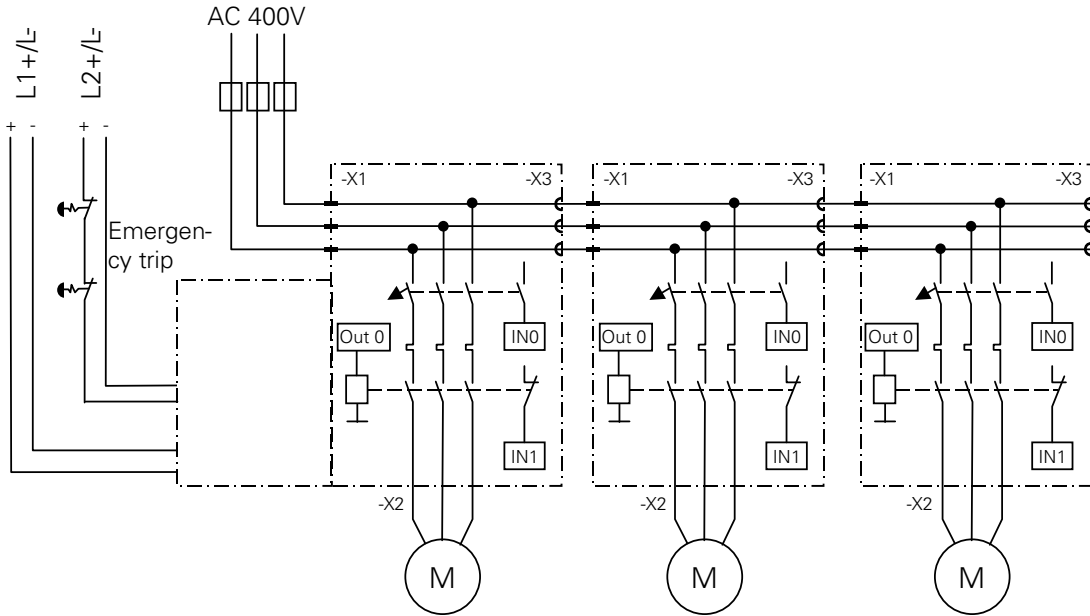 L1+/L-
L2+/L-
AC 400V
+ - + -
Emergen-
cy trip
-X1 -X3
Out 0
IN0
IN1
-X2
M
-X1 -X3
Out 0
IN0
IN1
-X2
M
-X1 -X3
Out 0
IN0
IN1
-X2
M